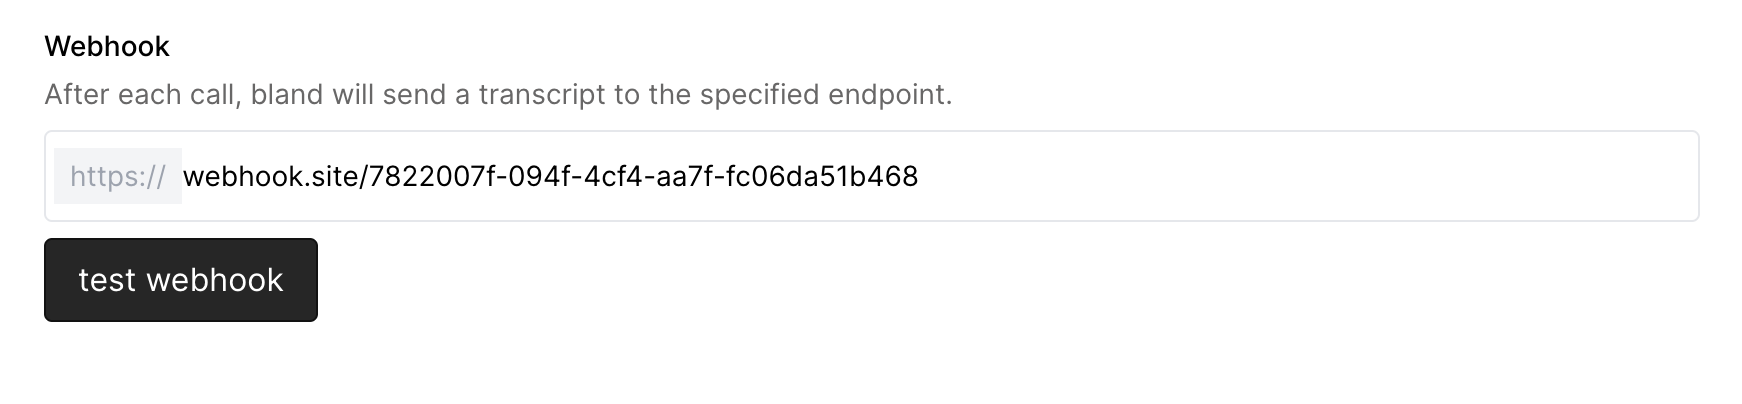 Webhook
After each call, bland will send a transcript to the specified endpoint.
https:// webhook.site/7822007f-094f-4cf4-aa7f-fc06da51b468
test webhook